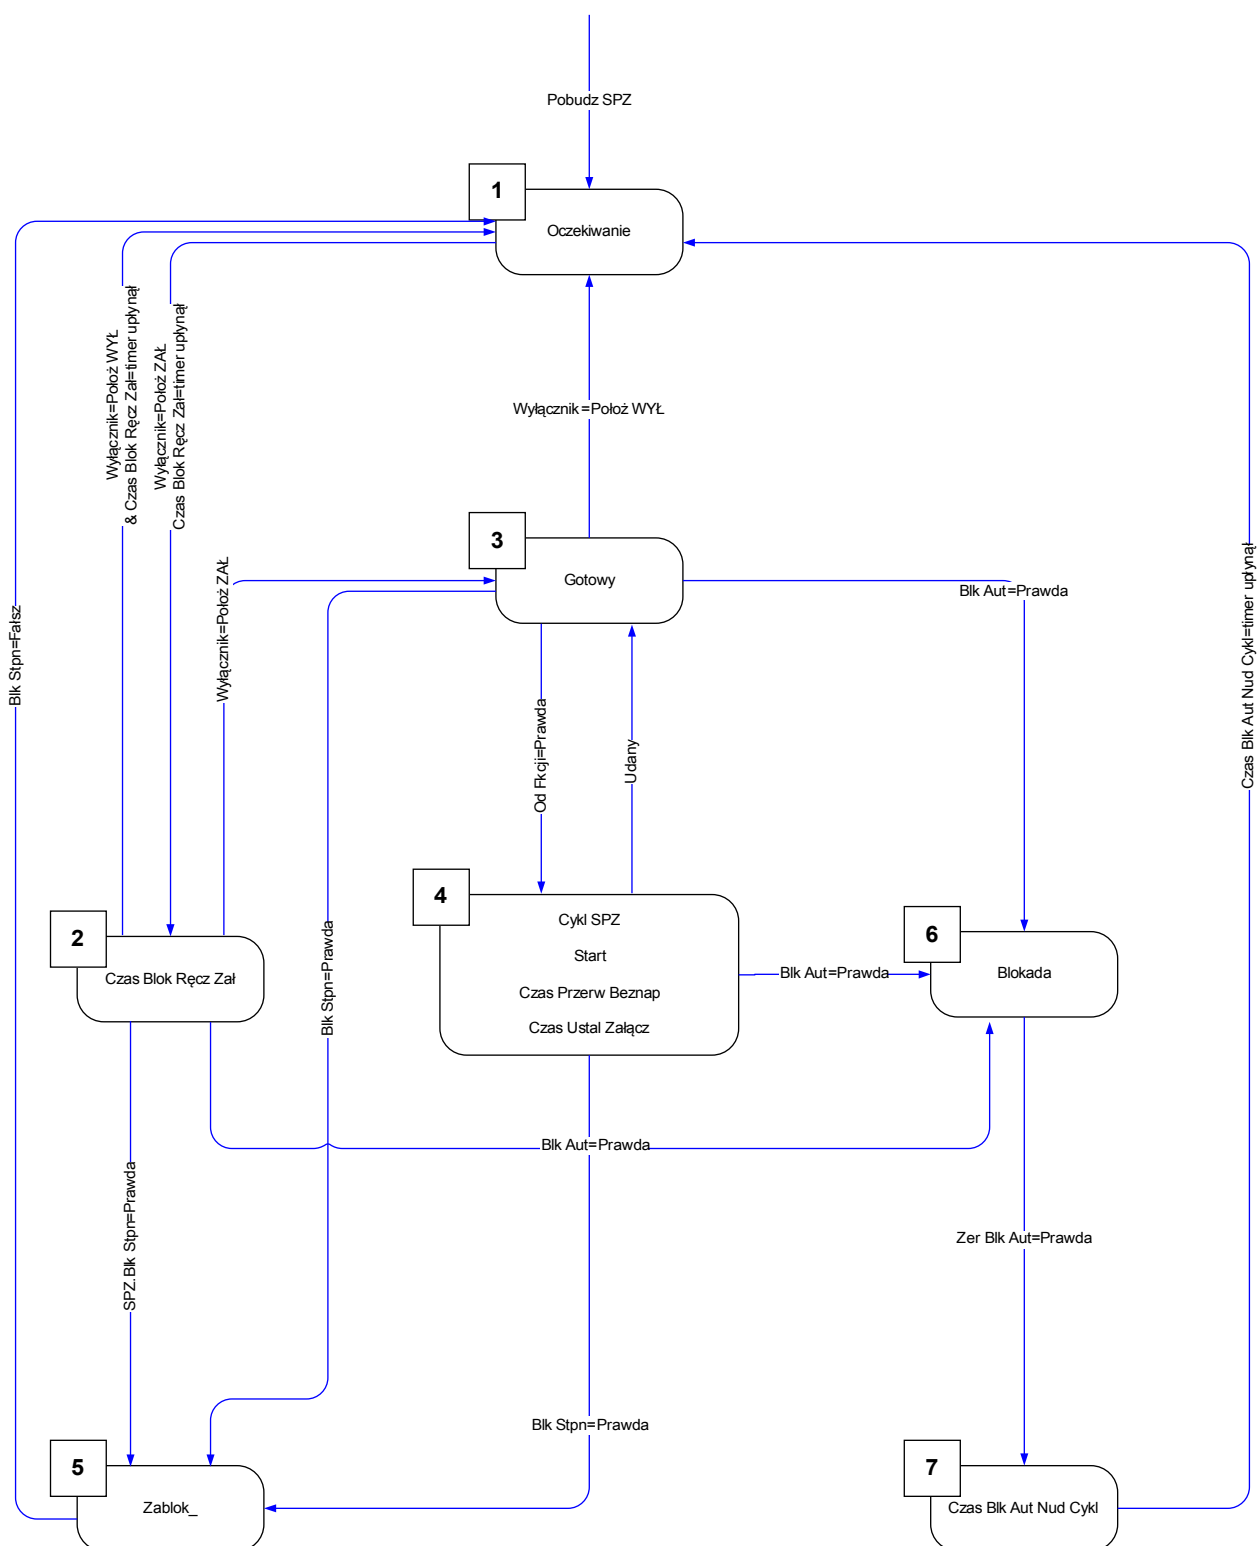 Pobudz SPZ
1
Oczekiwanie
Wyłącznik=Położ WYŁ
& Czas Blok Ręcz Zał=timer upłynął
Wyłącznik=Położ ZAŁ
Czas Blok Ręcz Zał=timer upłynął
Wyłącznik=Położ WYŁ
3
Gotowy
Blk Aut=Prawda
Wyłącznik=Położ ZAŁ
Blk Stpn=Fałsz
Czas Blk Aut Nud Cykl=timer upłynął
Od Fkcji=Prawda
Udany
4
Cykl SPZ
Start
Czas Przerw Beznap
Czas Ustal Załącz
2
Czas Blok Ręcz Zał
Blk Stpn=Prawda
Blk Aut=Prawda
6
Blokada
Blk Aut=Prawda
SPZ.Blk Stpn=Prawda
Zer Blk Aut=Prawda
Blk Stpn=Prawda
5
Zablok_
7
Czas Blk Aut Nud Cykl